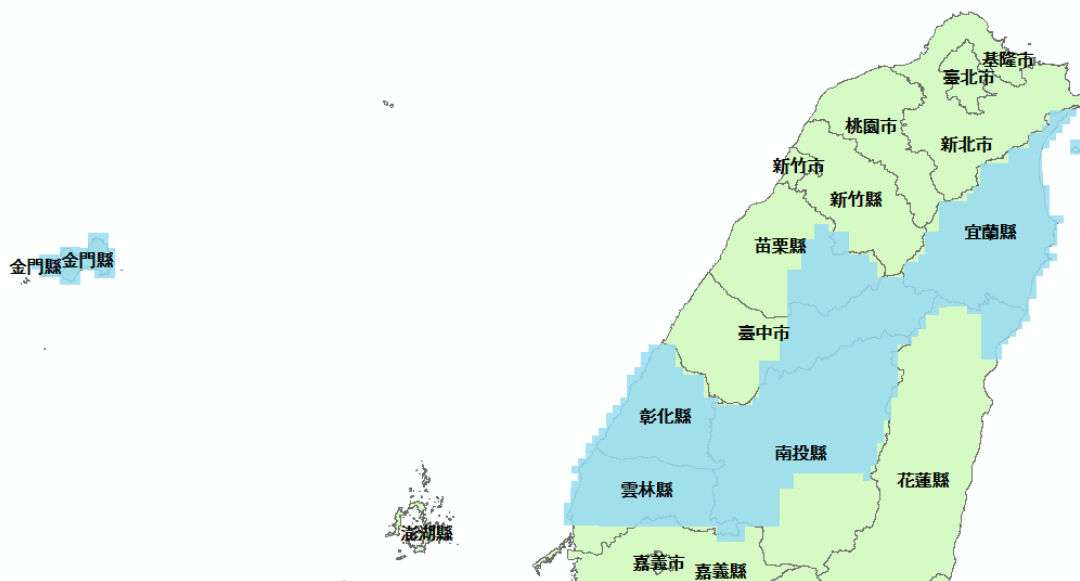 基隆市
臺北市
桃園市
新北市
新竹市
新竹縣
宜蘭縣
苗栗縣
金門縣
金門縣
臺中市
彰化縣
南投縣
花蓮縣
雲林縣
澎湖縣
嘉義市
嘉義縣